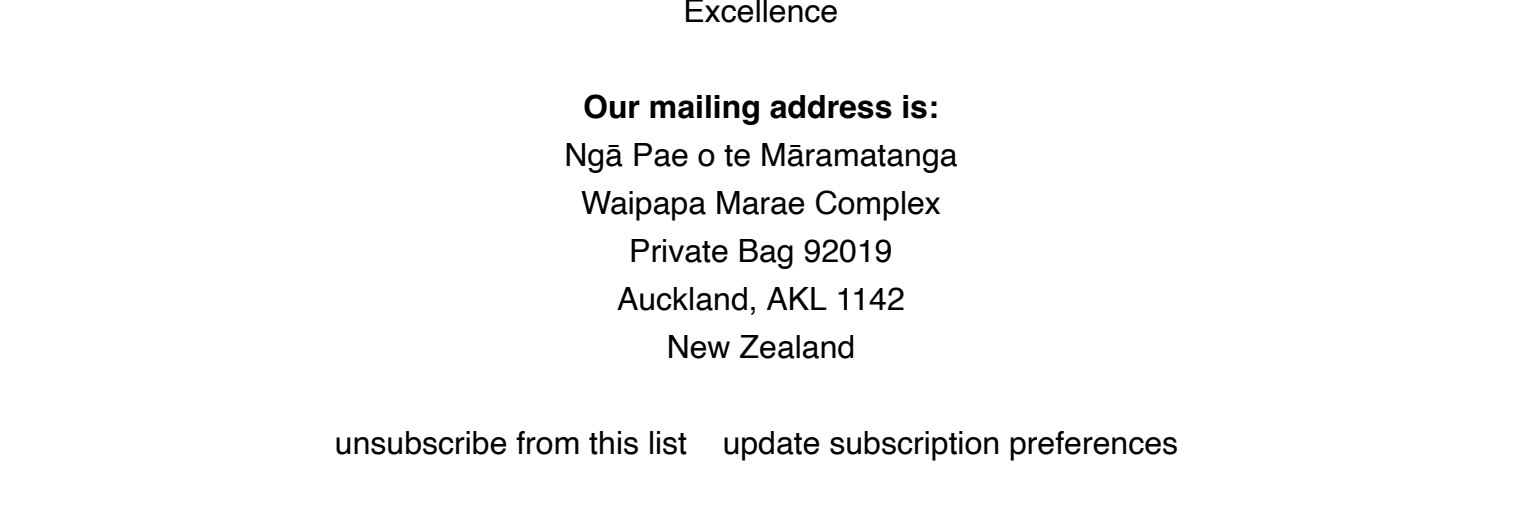 Excellence
Our mailing address is:
Ngā Pae o te Māramatanga
Waipapa Marae Complex
Private Bag 92019
Auckland, AKL 1142
New Zealand
unsubscribe from this list update subscription preferences